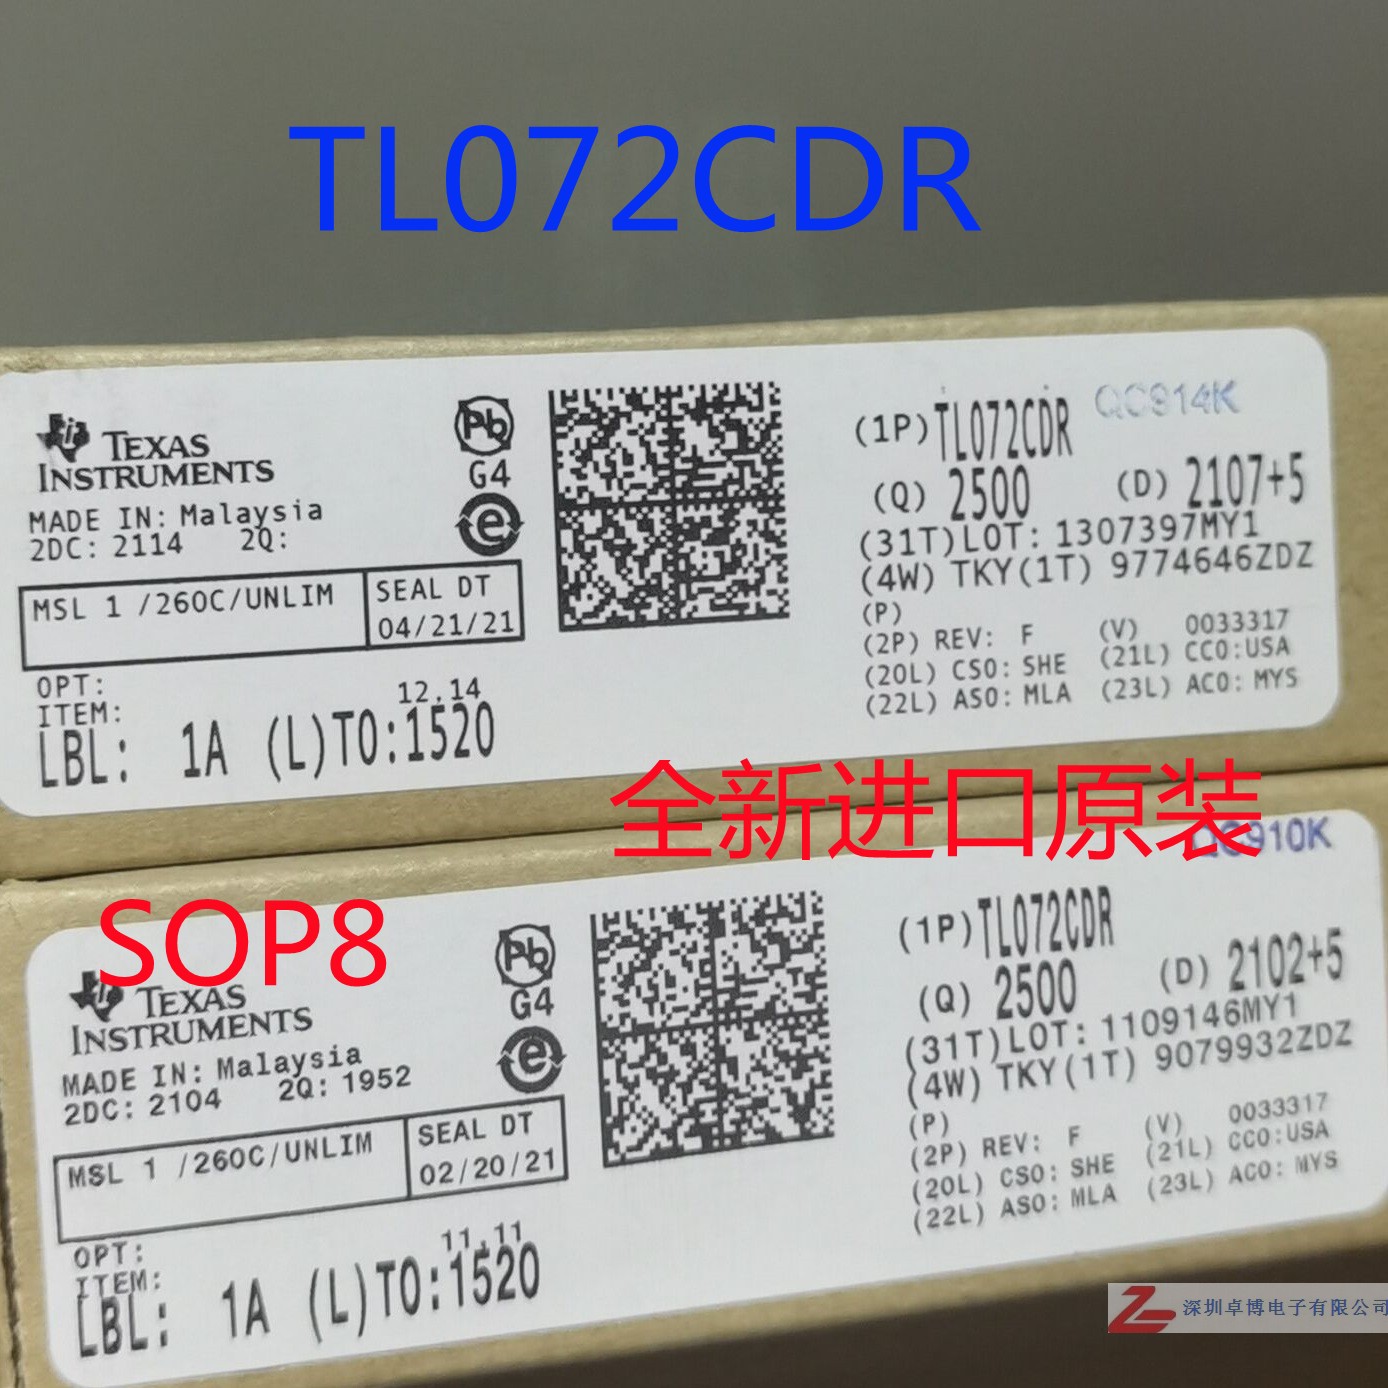 TL072CDR
TEXAS
INSTRUMENTS
MADE IN: Malaysia
2DC: 2114 2Q:
MSL 1 /260C/UNLIM
SEAL DT
04/21/21
OPT:
ITEM:
12.14
LBL: 1A (L)TO:1520
Pb
G4
e
(1P) TL072CDR
QC914K
(Q) 2500 (D) 2107+5
(31T)LOT: 1307397MY1
(4W) TKY(1T) 9774646ZDZ
(P)
(2P) REV: F (V) 0033317
(20L) CSO: SHE (21L) CCO:USA
(22L) ASO: MLA (23L) ACO: MYS
全新进口原装
SOP8
TEXAS
INSTRUMENTS
MADE IN: Malaysia
2DC: 2104 2Q: 1952
MSL 1 /260C/UNLIM
SEAL DT
02/20/21
OPT:
ITEM:
11.11
LBL: 1A (L)TO:1520
Pb
G4
e
QC910K
(1P) TL072CDR
(Q) 2500 (D) 2102+5
(31T)LOT: 1109146MY1
(4W) TKY(1T) 9079932ZDZ
(P)
(2P) REV: F (V) 0033317
(20L) CSO: SHE (21L) CCO:USA
(22L) ASO: MLA (23L) ACO: MYS
深圳卓博电子有限公司